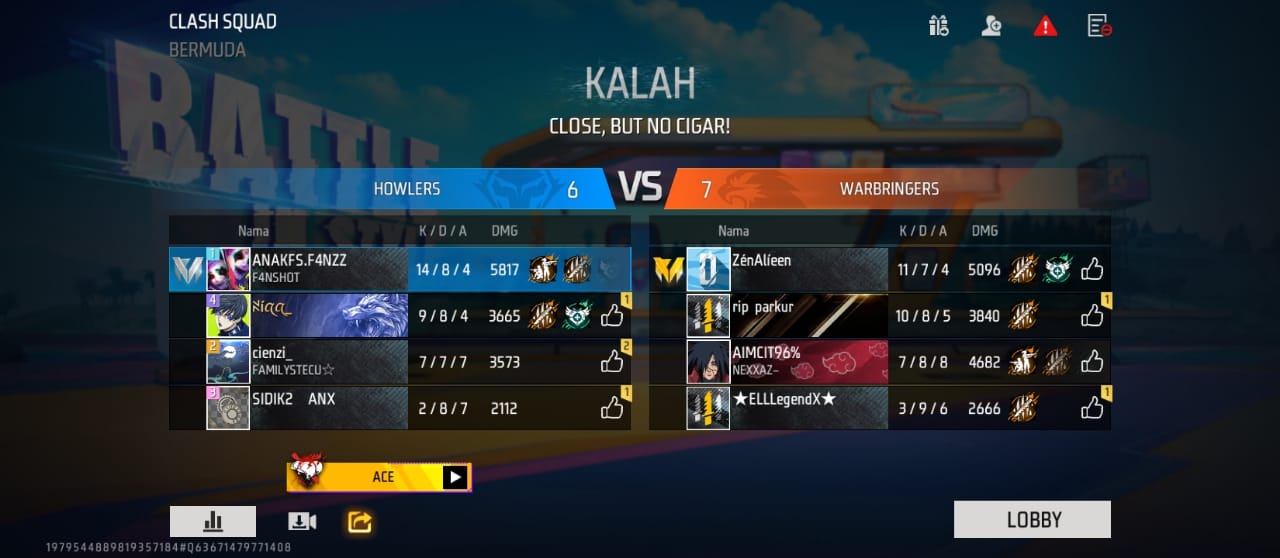 CLASH SQUAD
BERMUDA
KALAH
CLOSE, BUT NO CIGAR!
BATTLE
HOWLERS 6 VS 7 WARBRINGERS
Nama K / D / A DMG
1 ANAKFS.F4NZZ 14 / 8 / 4 5817
F4NSHOT
4 Niaa_ 9 / 8 / 4 3665 1
2 cienzi_ 7 / 7 / 7 3573 2
FAMILYSTECU☆
3 SIDIK2 ANX 2 / 8 / 7 2112 1
Nama K / D / A DMG
ZénAlíeen 11 / 7 / 4 5096
rip parkur 10 / 8 / 5 3840 1
AIMCIT96% 7 / 8 / 8 4682
NEXXAZ~
★ELLLegendX★ 3 / 9 / 6 2666 1
ACE
LOBBY
1979544889819357184#Q63671479771408